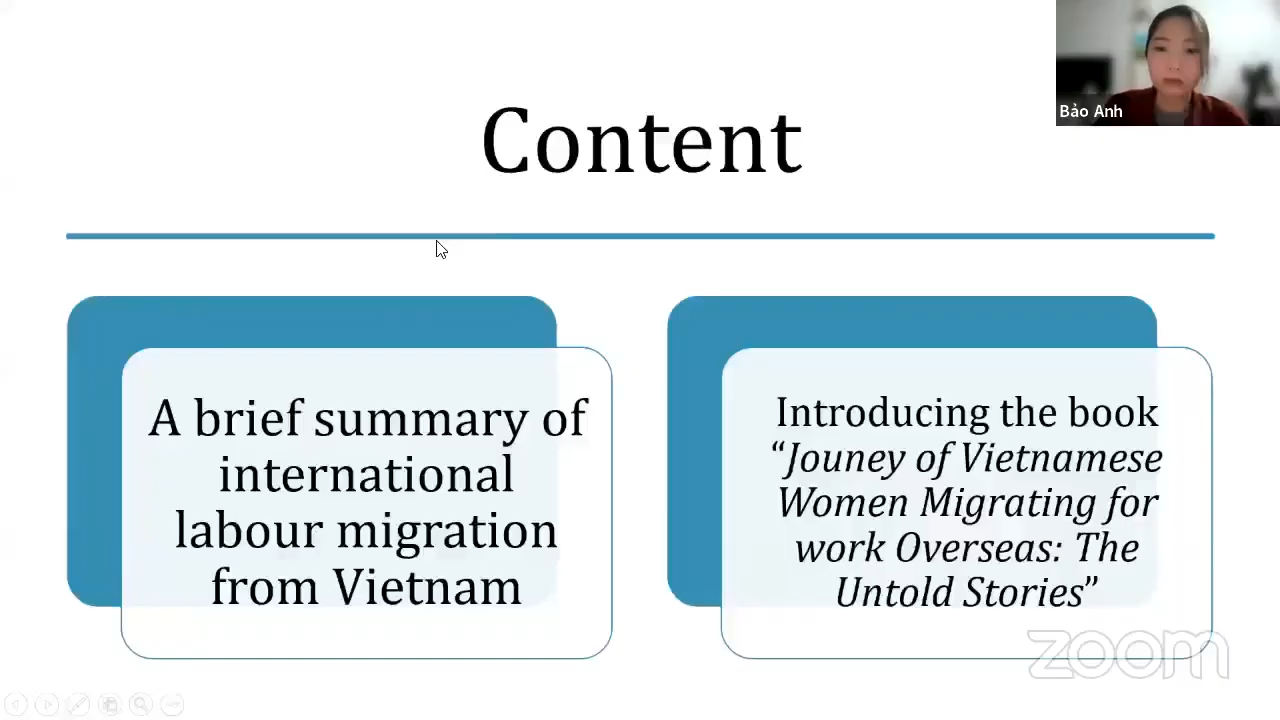 Bảo Anh
Content
A brief summary of
international
labour migration
from Vietnam
Introducing the book
“Jouney of Vietnamese
Women Migrating for
work Overseas: The
Untold Stories”
zoom